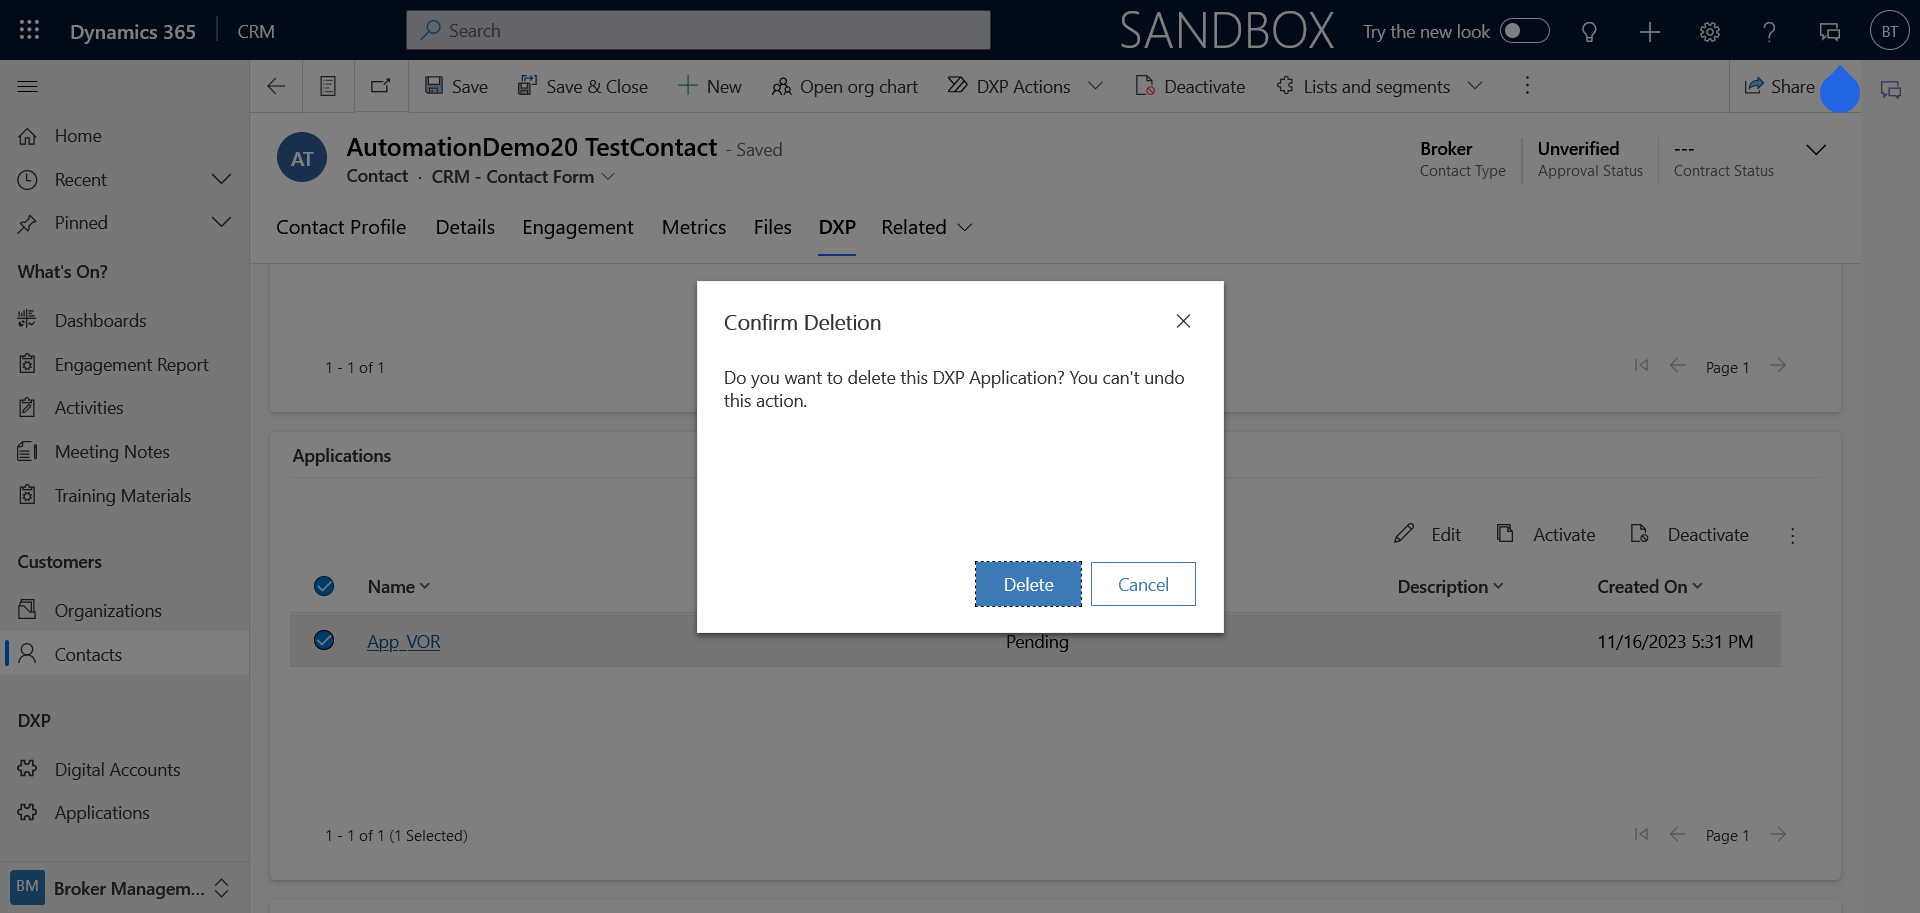 Dynamics 365
CRM
Search
SANDBOX
Try the new look
BT
Save
Save & Close
New
Open org chart
DXP Actions
Deactivate
Lists and segments
Share
Home
Recent
Pinned
What's On?
Dashboards
Engagement Report
Activities
Meeting Notes
Training Materials
Customers
Organizations
Contacts
DXP
Digital Accounts
Applications
BM
Broker Managem...
AT
AutomationDemo20 TestContact - Saved
Contact · CRM - Contact Form
Broker
Contact Type
Unverified
Approval Status
---
Contract Status
Contact Profile
Details
Engagement
Metrics
Files
DXP
Related
1 - 1 of 1
Page 1
Confirm Deletion
Do you want to delete this DXP Application? You can't undo
this action.
Delete
Cancel
Applications
Edit
Activate
Deactivate
Name
Description
Created On
App_VOR
Pending
11/16/2023 5:31 PM
1 - 1 of 1 (1 Selected)
Page 1